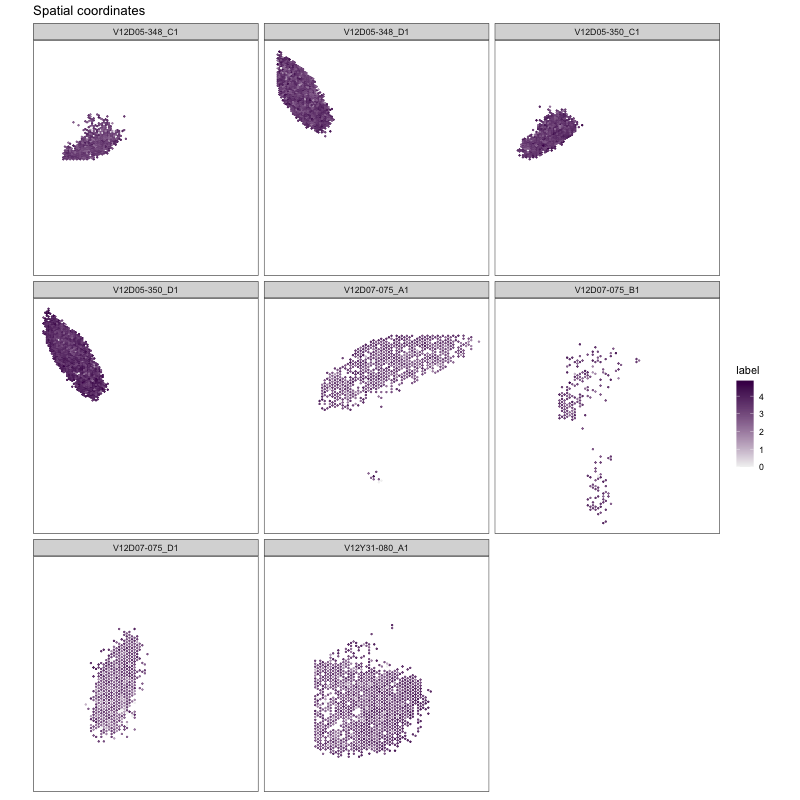 Spatial coordinates
V12D05-348_C1
V12D05-348_D1
V12D05-350_C1
V12D05-350_D1
V12D07-075_A1
V12D07-075_B1
V12D07-075_D1
V12Y31-080_A1
label
4
3
2
1
0